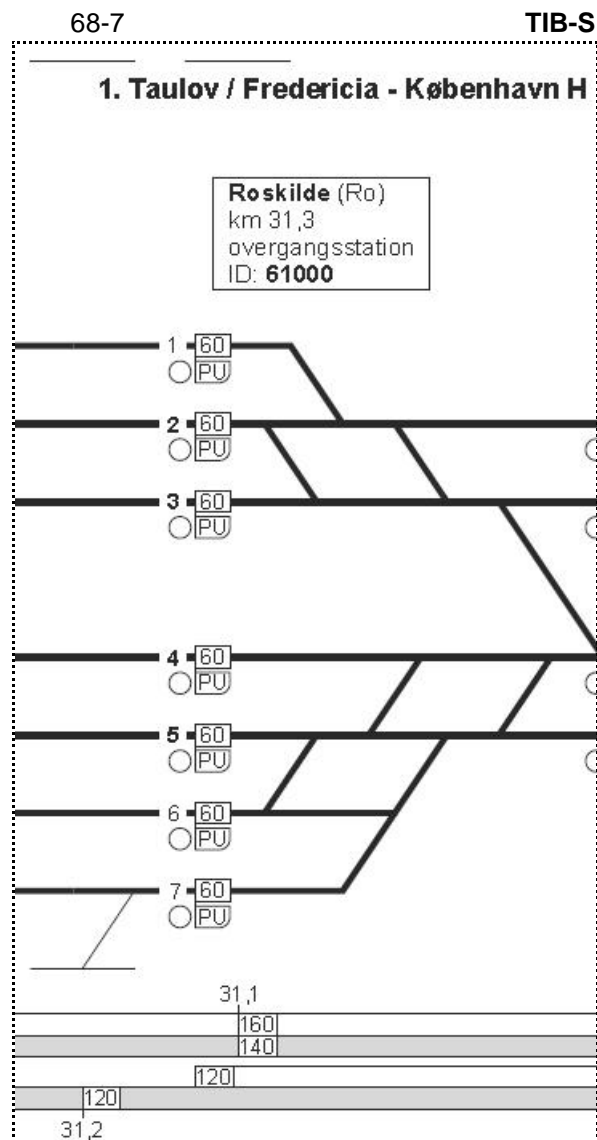 68-7 TIB-S
1. Taulov / Fredericia - København H
Roskilde (Ro)
km 31,3
overgangsstation
ID: 61000
1 60
PU
2 60
PU
3 60
PU
4 60
PU
5 60
PU
6 60
PU
7 60
PU
31,1
160
140
120
120
31,2